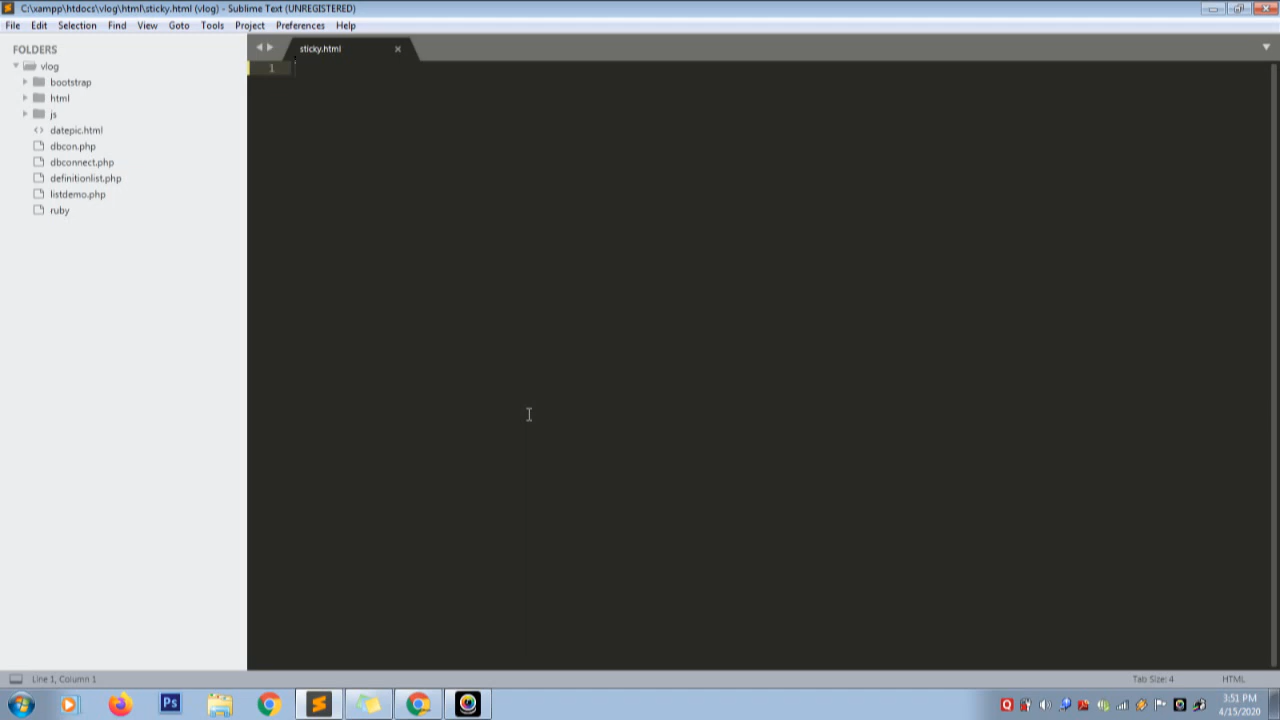 C:\xampp\htdocs\vlog\html\sticky.html (vlog) - Sublime Text (UNREGISTERED)
File Edit Selection Find View Goto Tools Project Preferences Help
FOLDERS
vlog
bootstrap
html
js
datepic.html
dbcon.php
dbconnect.php
definitionlist.php
listdemo.php
ruby
sticky.html
1
Line 1, Column 1
Tab Size: 4
HTML
Ps
3:51 PM
4/15/2020